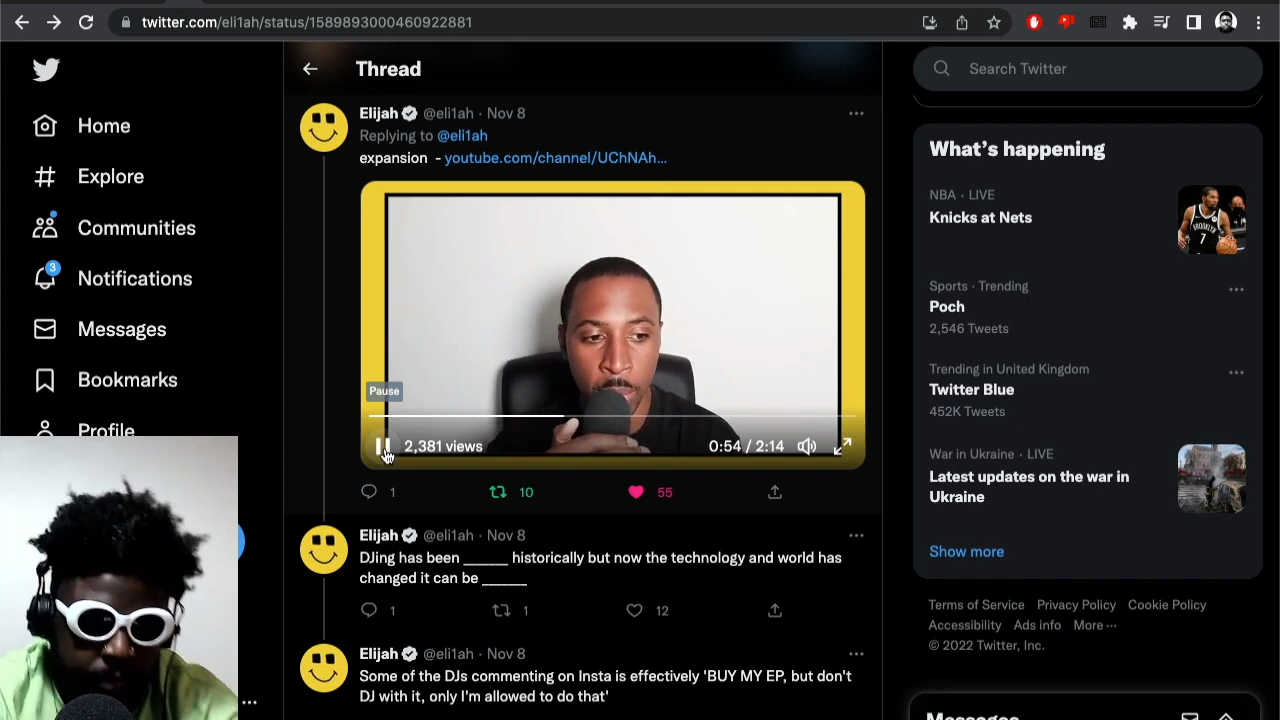 twitter.com/eli1ah/status/1589893000460922881
Home
Explore
Communities
3
Notifications
Messages
Bookmarks
Profile
Thread
Elijah @eli1ah · Nov 8
Replying to @eli1ah
expansion - youtube.com/channel/UChNAh…
Pause
2,381 views
0:54 / 2:14
1
10
55
Elijah @eli1ah · Nov 8
DJing has been ______ historically but now the technology and world has
changed it can be ______
1
1
12
Elijah @eli1ah · Nov 8
Some of the DJs commenting on Insta is effectively 'BUY MY EP, but don't
DJ with it, only I'm allowed to do that'
Search Twitter
What's happening
NBA · LIVE
Knicks at Nets
Sports · Trending
Poch
2,546 Tweets
Trending in United Kingdom
Twitter Blue
452K Tweets
War in Ukraine · LIVE
Latest updates on the war in
Ukraine
Show more
Terms of Service Privacy Policy Cookie Policy
Accessibility Ads info More ···
© 2022 Twitter, Inc.
Messages